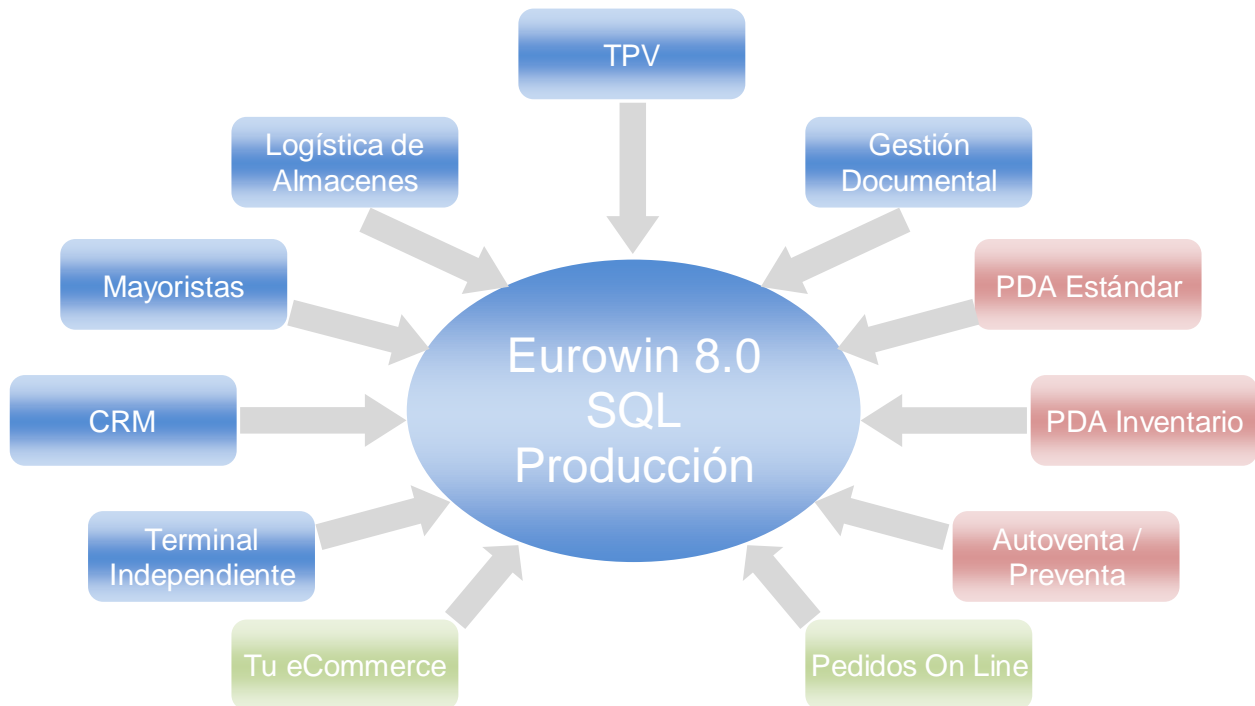 TPV
Logística de
Almacenes
Gestión
Documental
Mayoristas
PDA Estándar
Eurowin 8.0
SQL
Producción
CRM
PDA Inventario
Terminal
Independiente
Autoventa /
Preventa
Tu eCommerce
Pedidos On Line